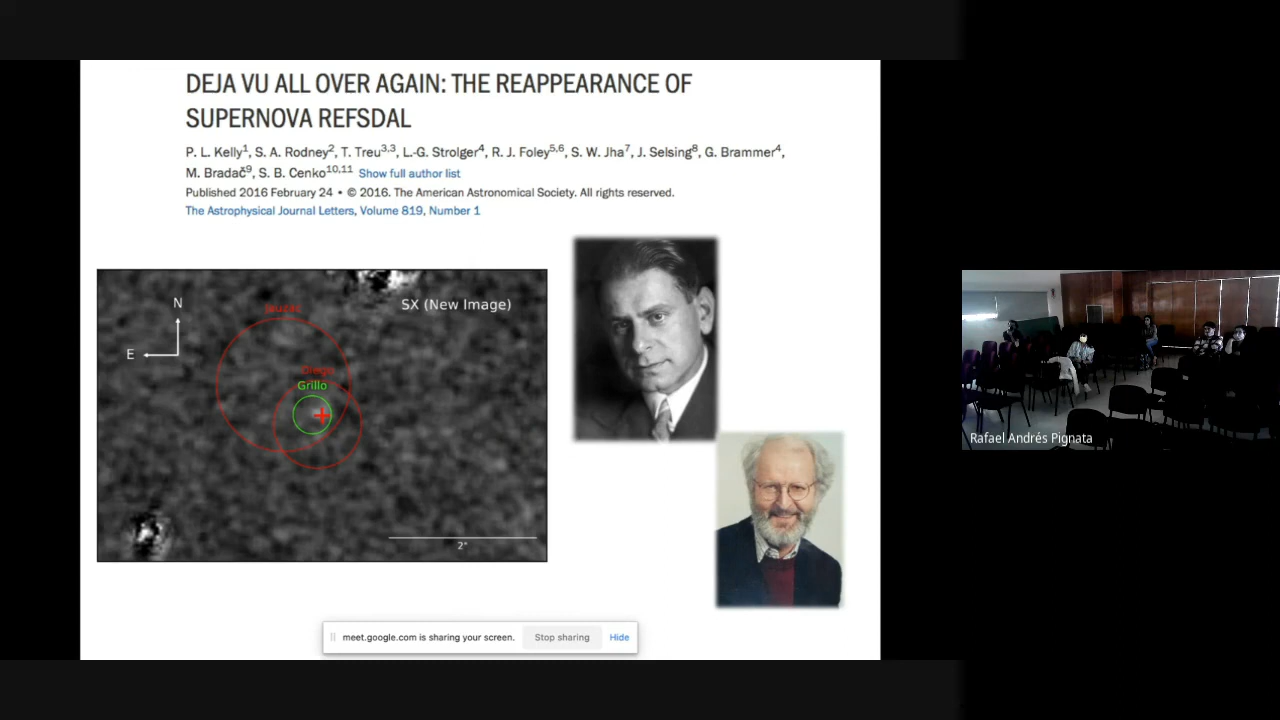 DEJA VU ALL OVER AGAIN: THE REAPPEARANCE OF
SUPERNOVA REFSDAL
P. L. Kelly1, S. A. Rodney2, T. Treu3,3, L.-G. Strolger4, R. J. Foley5,6, S. W. Jha7, J. Selsing8, G. Brammer4,
M. Bradač9, S. B. Cenko10,11 Show full author list
Published 2016 February 24 • © 2016. The American Astronomical Society. All rights reserved.
The Astrophysical Journal Letters, Volume 819, Number 1
N
E
SX (New Image)
Diego
Grillo
2"
Rafael Andrés Pignata
meet.google.com is sharing your screen.
Stop sharing
Hide